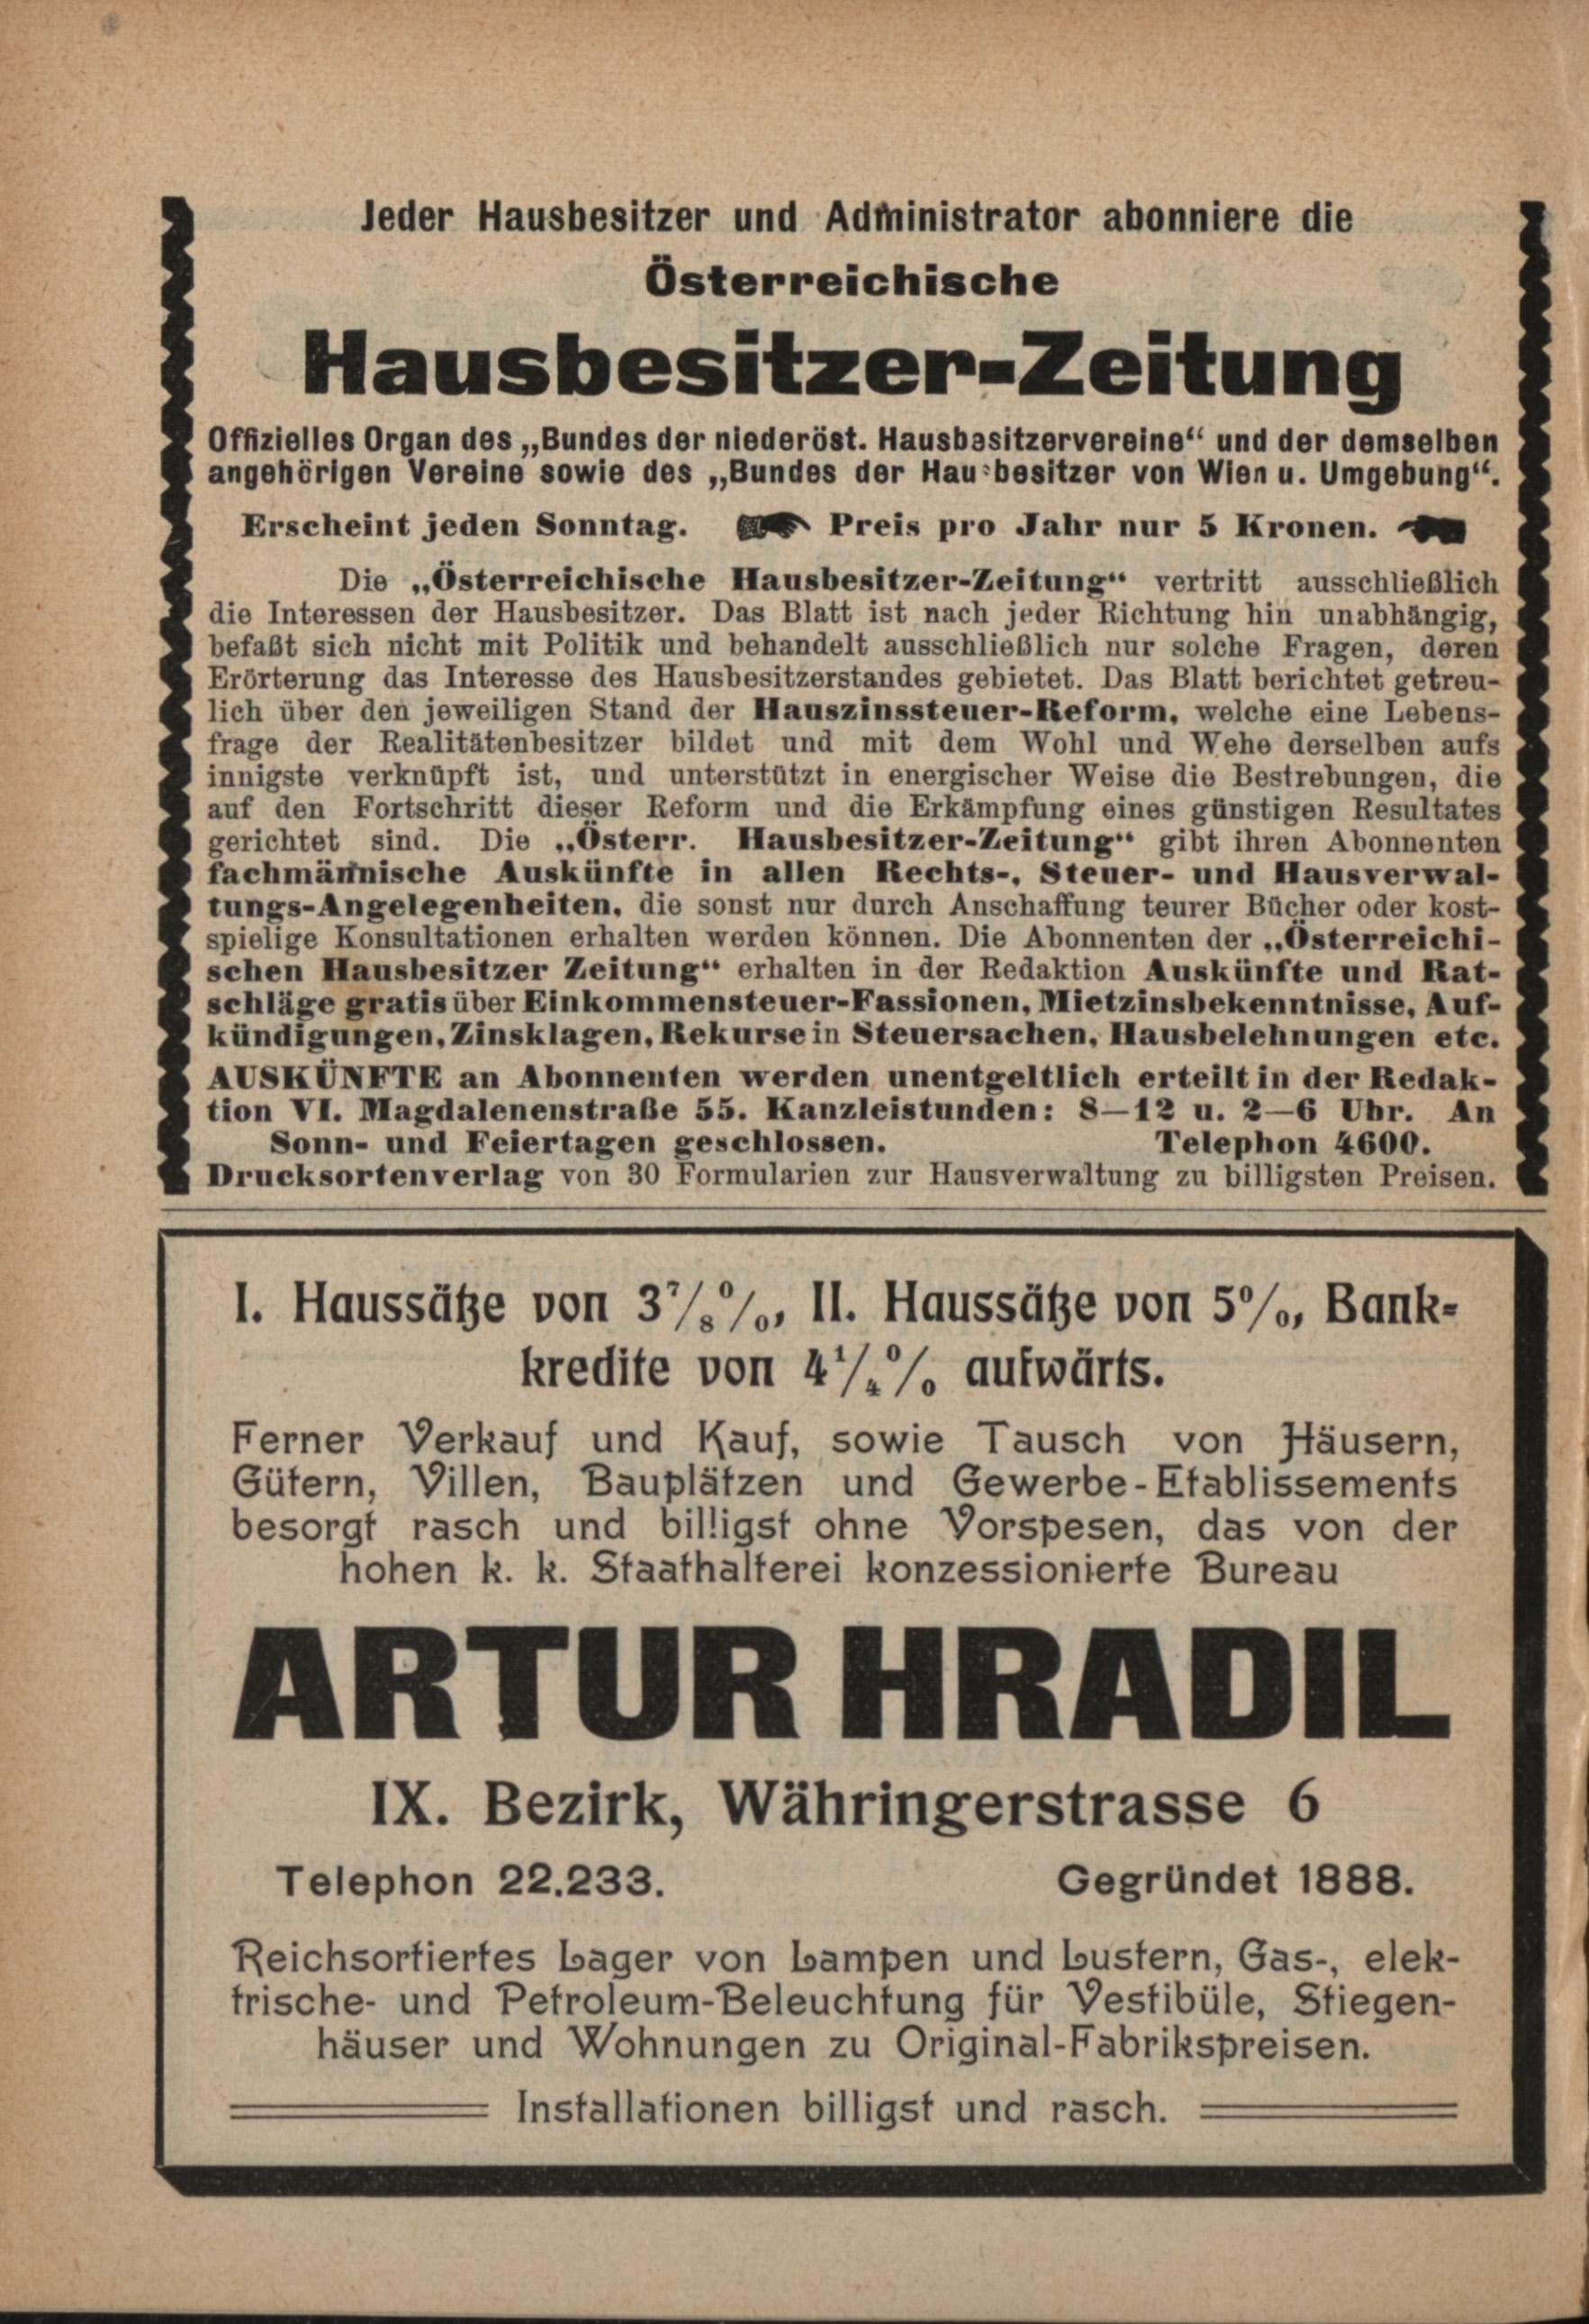 Jeder Hausbesitzer und Administrator abonniere die
Österreichische
Hausbesitzer-Zeitung
Offizielles Organ des „Bundes der niederöst. Hausbesitzervereine“ und der demselben
angehörigen Vereine sowie des „Bundes der Hausbesitzer von Wien u. Umgebung“.
Erscheint jeden Sonntag. Preis pro Jahr nur 5 Kronen.
Die „Österreichische Hausbesitzer-Zeitung“ vertritt ausschließlich
die Interessen der Hausbesitzer. Das Blatt ist nach jeder Richtung hin unabhängig,
befaßt sich nicht mit Politik und behandelt ausschließlich nur solche Fragen, deren
Erörterung das Interesse des Hausbesitzerstandes gebietet. Das Blatt berichtet getreu-
lich über den jeweiligen Stand der Hauszinssteuer-Reform, welche eine Lebens-
frage der Realitätenbesitzer bildet und mit dem Wohl und Wehe derselben aufs
innigste verknüpft ist, und unterstützt in energischer Weise die Bestrebungen, die
auf den Fortschritt dieser Reform und die Erkämpfung eines günstigen Resultates
gerichtet sind. Die „Österr. Hausbesitzer-Zeitung“ gibt ihren Abonnenten
fachmännische Auskünfte in allen Rechts-, Steuer- und Hausverwal-
tungs-Angelegenheiten, die sonst nur durch Anschaffung teurer Bücher oder kost-
spielige Konsultationen erhalten werden können. Die Abonnenten der „Österreichi-
schen Hausbesitzer Zeitung“ erhalten in der Redaktion Auskünfte und Rat-
schläge gratis über Einkommensteuer-Fassionen, Mietzinsbekenntnisse, Auf-
kündigungen, Zinsklagen, Rekurse in Steuersachen, Hausbelehnungen etc.
AUSKÜNFTE an Abonnenten werden unentgeltlich erteilt in der Redak-
tion VI. Magdalenenstraße 55. Kanzleistunden: 8—12 u. 2—6 Uhr. An
Sonn- und Feiertagen geschlossen. Telephon 4600.
Drucksortenverlag von 30 Formularien zur Hausverwaltung zu billigsten Preisen.
I. Haussätze von 3 7/8 %, II. Haussätze von 5%, Bank-
kredite von 4 1/4 % aufwärts.
Ferner Verkauf und Kauf, sowie Tausch von Häusern,
Gütern, Villen, Bauplätzen und Gewerbe-Etablissements
besorgt rasch und billigst ohne Vorspesen, das von der
hohen k. k. Staathalterei konzessionierte Bureau
ARTUR HRADIL
IX. Bezirk, Währingerstrasse 6
Telephon 22.233. Gegründet 1888.
Reichsortiertes Lager von Lampen und Lustern, Gas-, elek-
trische- und Petroleum-Beleuchtung für Vestibüle, Stiegen-
häuser und Wohnungen zu Original-Fabrikspreisen.
Installationen billigst und rasch.